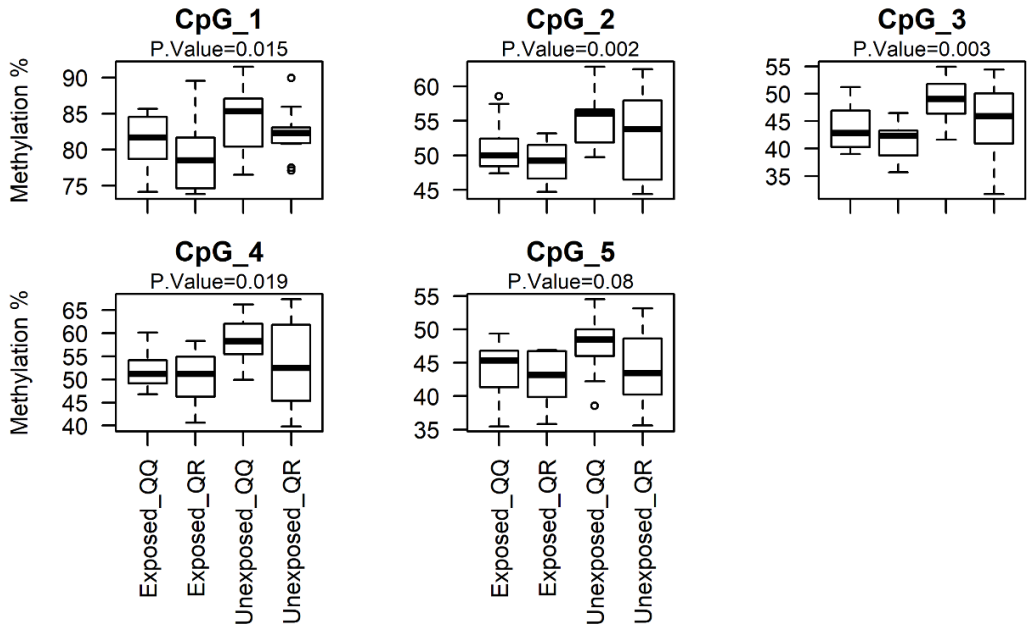 CpG_1
P.Value=0.015
Methylation %
90
85
80
75
CpG_2
P.Value=0.002
60
55
50
45
CpG_3
P.Value=0.003
55
50
45
40
35
CpG_4
P.Value=0.019
Methylation %
65
60
55
50
45
40
Exposed_QQ
Exposed_QR
Unexposed_QQ
Unexposed_QR
CpG_5
P.Value=0.08
55
50
45
40
35
Exposed_QQ
Exposed_QR
Unexposed_QQ
Unexposed_QR